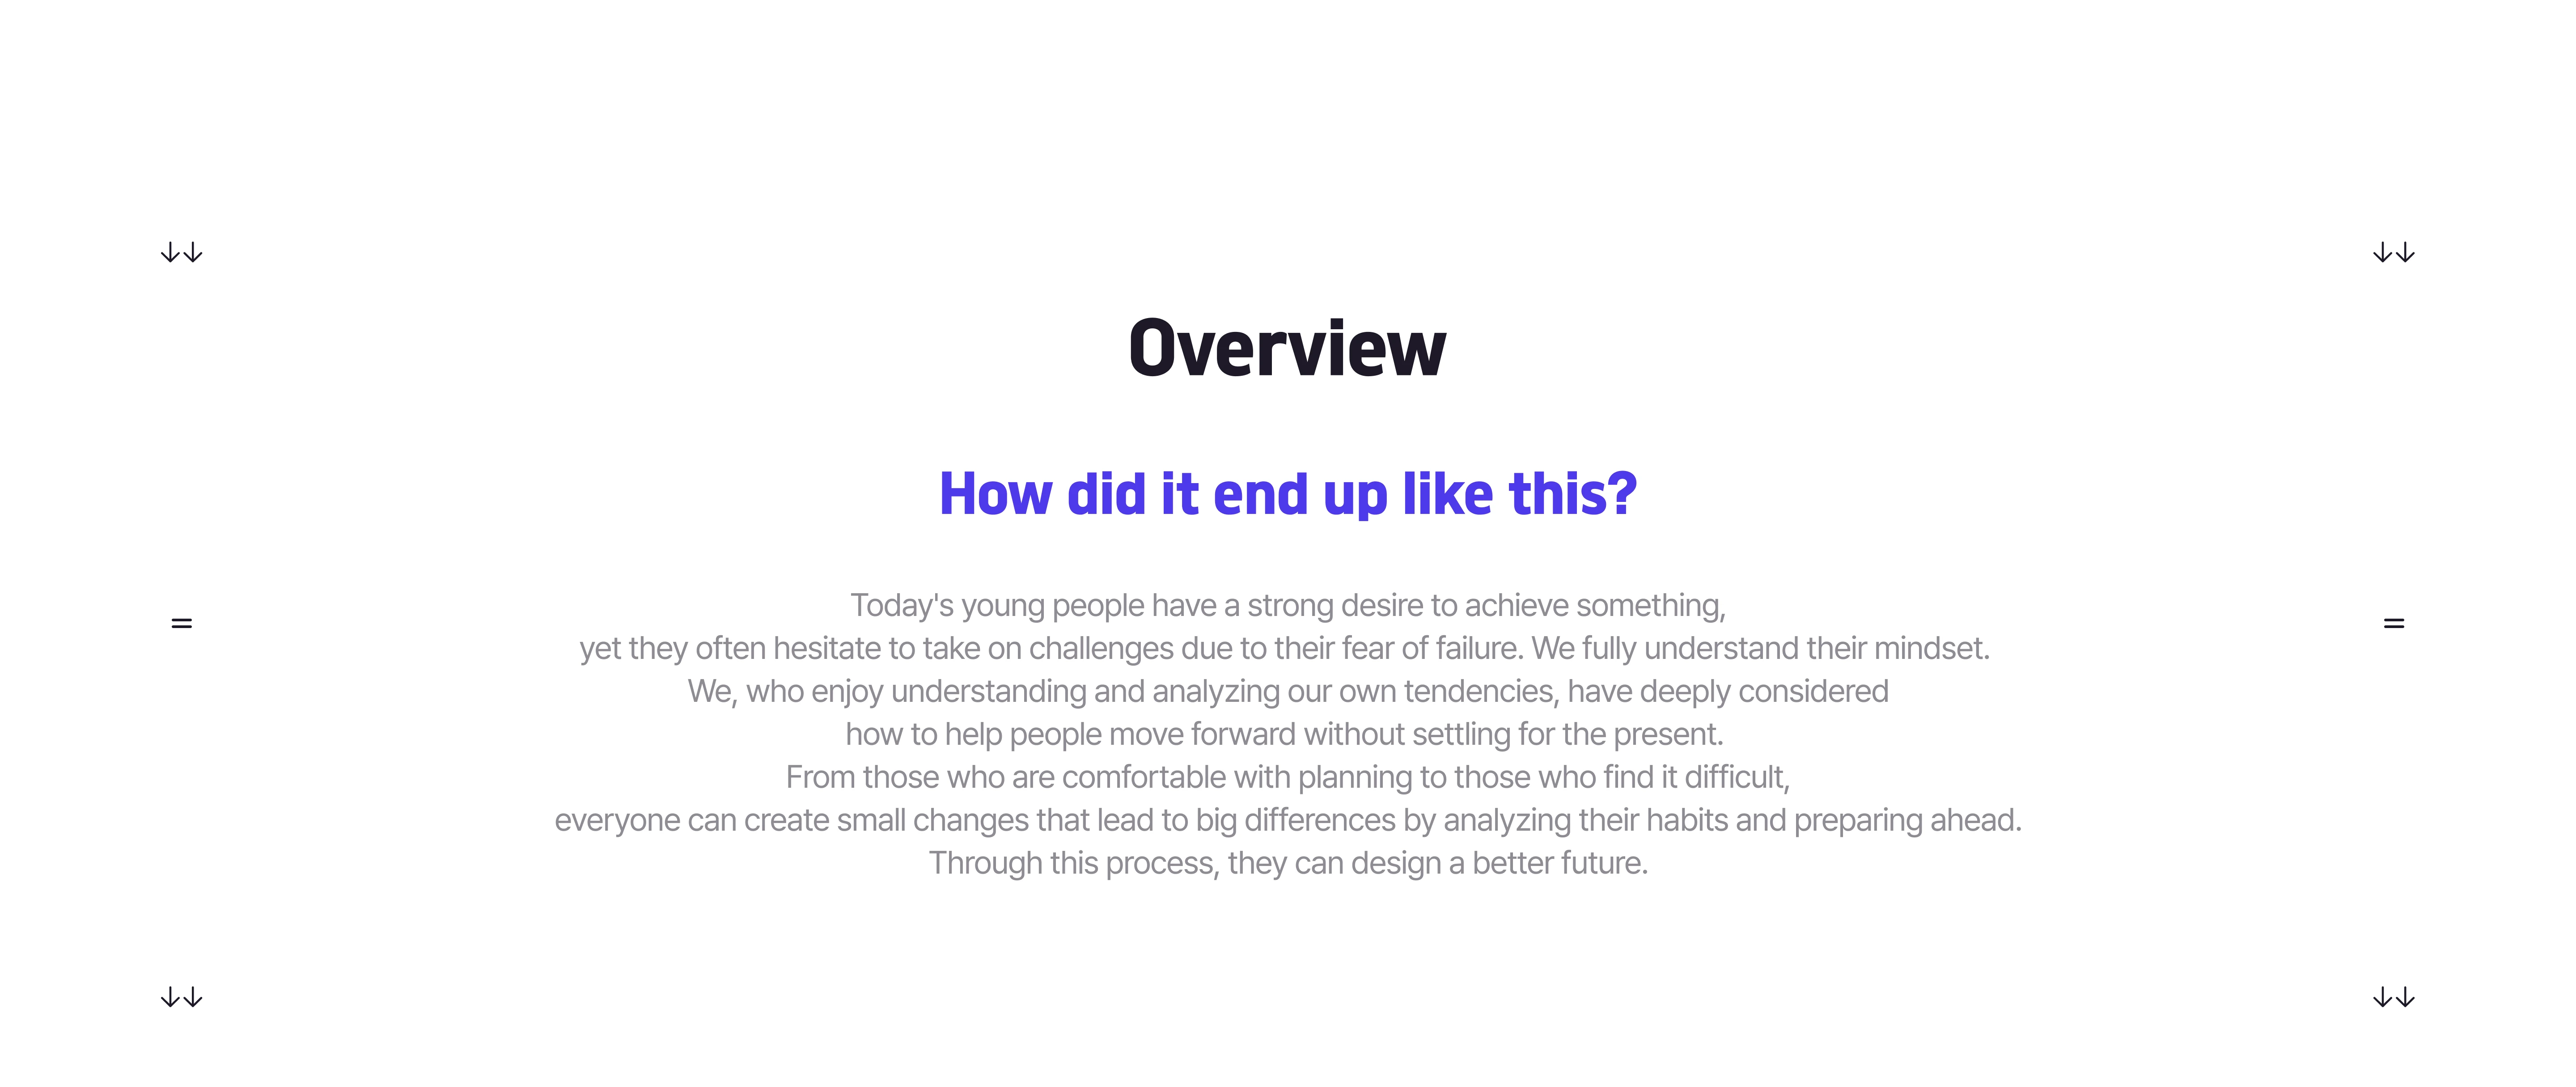 ↓↓ ↓↓
Overview
How did it end up like this?
Today's young people have a strong desire to achieve something,
yet they often hesitate to take on challenges due to their fear of failure. We fully understand their mindset.
= =
We, who enjoy understanding and analyzing our own tendencies, have deeply considered
how to help people move forward without settling for the present.
From those who are comfortable with planning to those who find it difficult,
everyone can create small changes that lead to big differences by analyzing their habits and preparing ahead.
Through this process, they can design a better future.
↓↓ ↓↓